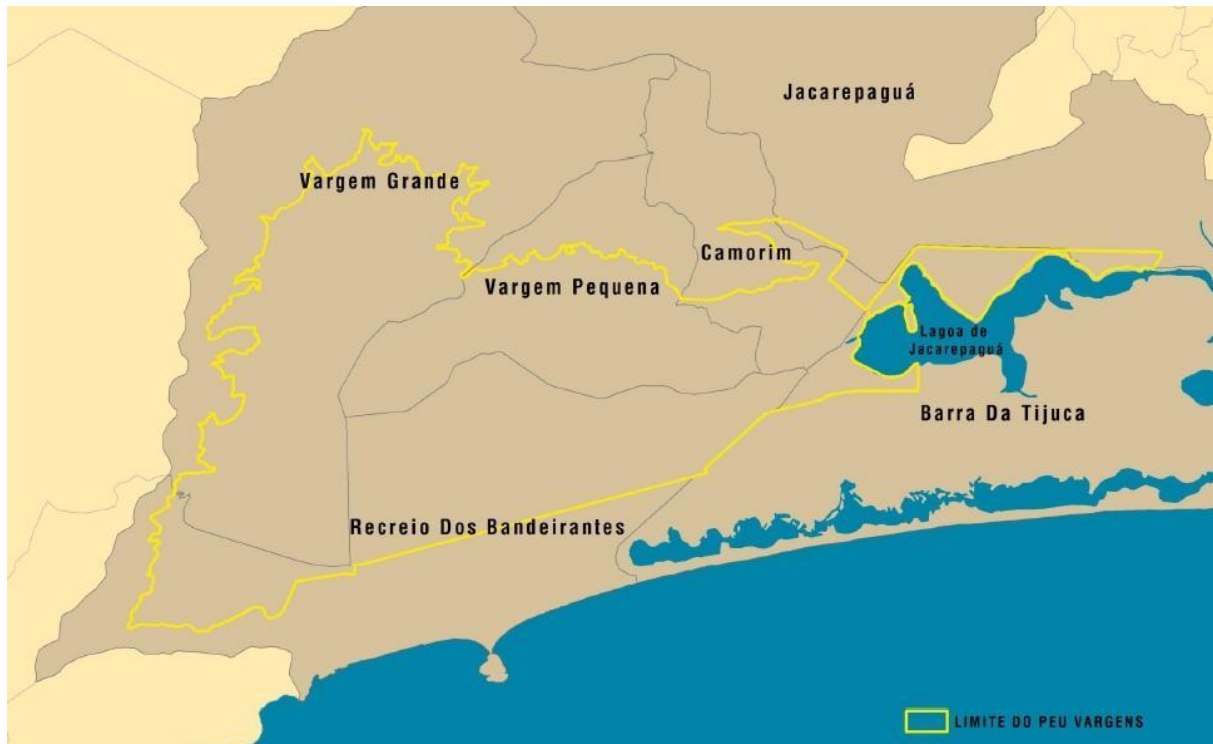 Jacarepaguá
Vargem Grande
Camorim
Vargem Pequena
Lagoa de
Jacarepaguá
Barra Da Tijuca
Recreio Dos Bandeirantes
LIMITE DO PEU VARGENS